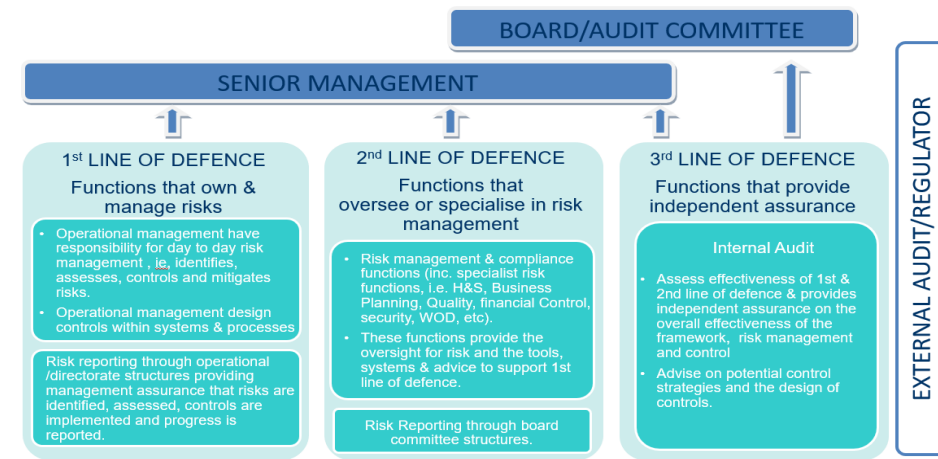 BOARD/AUDIT COMMITTEE
SENIOR MANAGEMENT
1st LINE OF DEFENCE
Functions that own &
manage risks
• Operational management have
responsibility for day to day risk
management , ie, identifies,
assesses, controls and mitigates
risks.
• Operational management design
controls within systems & processes
Risk reporting through operational
/directorate structures providing
management assurance that risks are
identified, assessed, controls are
implemented and progress is
reported.
2nd LINE OF DEFENCE
Functions that
oversee or specialise in risk
management
• Risk management & compliance
functions (inc. specialist risk
functions, i.e. H&S, Business
Planning, Quality, financial Control,
security, WOD, etc).
• These functions provide the
oversight for risk and the tools,
systems & advice to support 1st
line of defence.
Risk Reporting through board
committee structures.
3rd LINE OF DEFENCE
Functions that provide
independent assurance
Internal Audit
• Assess effectiveness of 1st &
2nd line of defence & provides
independent assurance on the
overall effectiveness of the
framework, risk management
and control
• Advise on potential control
strategies and the design of
controls.
EXTERNAL AUDIT/REGULATOR